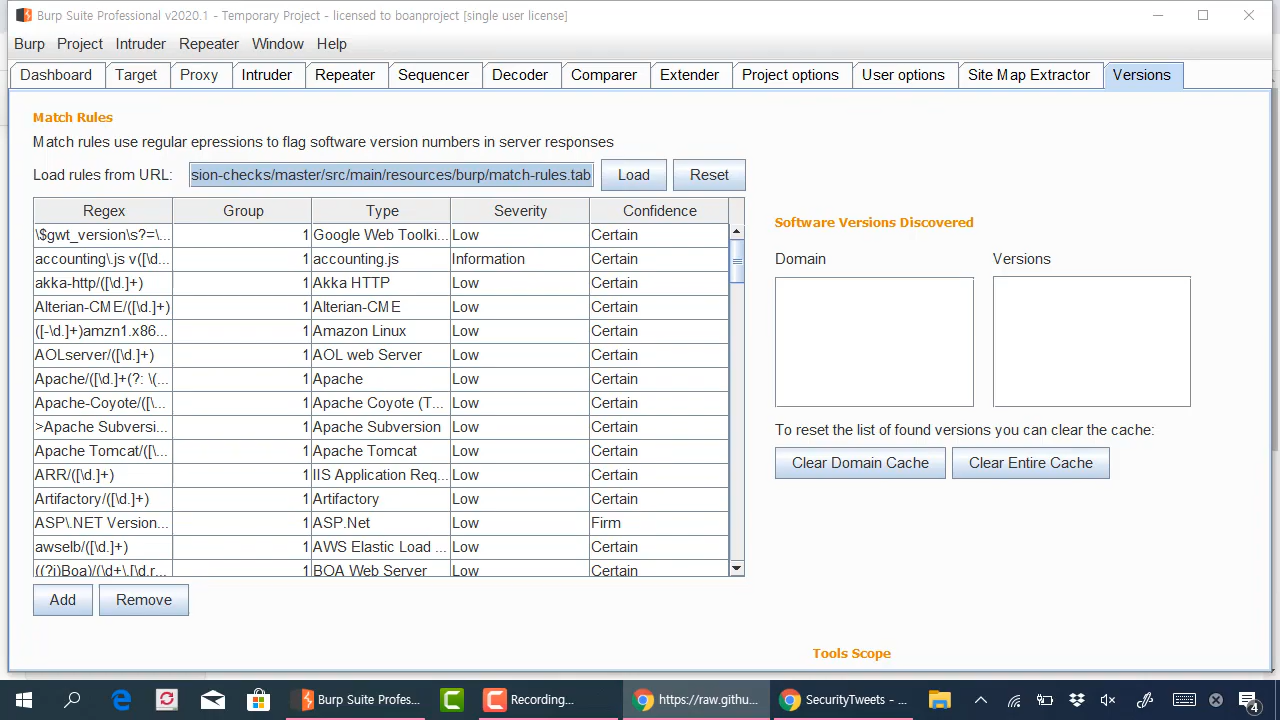 Burp Suite Professional v2020.1 - Temporary Project - licensed to boanproject [single user license]
Burp Project Intruder Repeater Window Help
Dashboard Target Proxy Intruder Repeater Sequencer Decoder Comparer Extender Project options User options Site Map Extractor Versions
Match Rules
Match rules use regular epressions to flag software version numbers in server responses
Load rules from URL: sion-checks/master/src/main/resources/burp/match-rules.tab Load Reset
Regex Group Type Severity Confidence
\$gwt_version\s?=\... 1 Google Web Toolki... Low Certain
accounting\.js v([\d... 1 accounting.js Information Certain
akka-http/([\d.]+) 1 Akka HTTP Low Certain
Alterian-CME/([\d.]+) 1 Alterian-CME Low Certain
([-\d.]+)amzn1.x86... 1 Amazon Linux Low Certain
AOLserver/([\d.]+) 1 AOL web Server Low Certain
Apache/([\d.]+(?: \(... 1 Apache Low Certain
Apache-Coyote/([\... 1 Apache Coyote (T... Low Certain
>Apache Subversi... 1 Apache Subversion Low Certain
Apache Tomcat/([\... 1 Apache Tomcat Low Certain
ARR/([\d.]+) 1 IIS Application Req... Low Certain
Artifactory/([\d.]+) 1 Artifactory Low Certain
ASP\.NET Version... 1 ASP.Net Low Firm
awselb/([\d.]+) 1 AWS Elastic Load ... Low Certain
((?i)Boa)/(\d+\.[\d.r... 1 BOA Web Server Low Certain
Add Remove
Software Versions Discovered
Domain Versions
To reset the list of found versions you can clear the cache:
Clear Domain Cache Clear Entire Cache
Tools Scope
Burp Suite Profes... Recording... https://raw.githu... SecurityTweets - ... 4